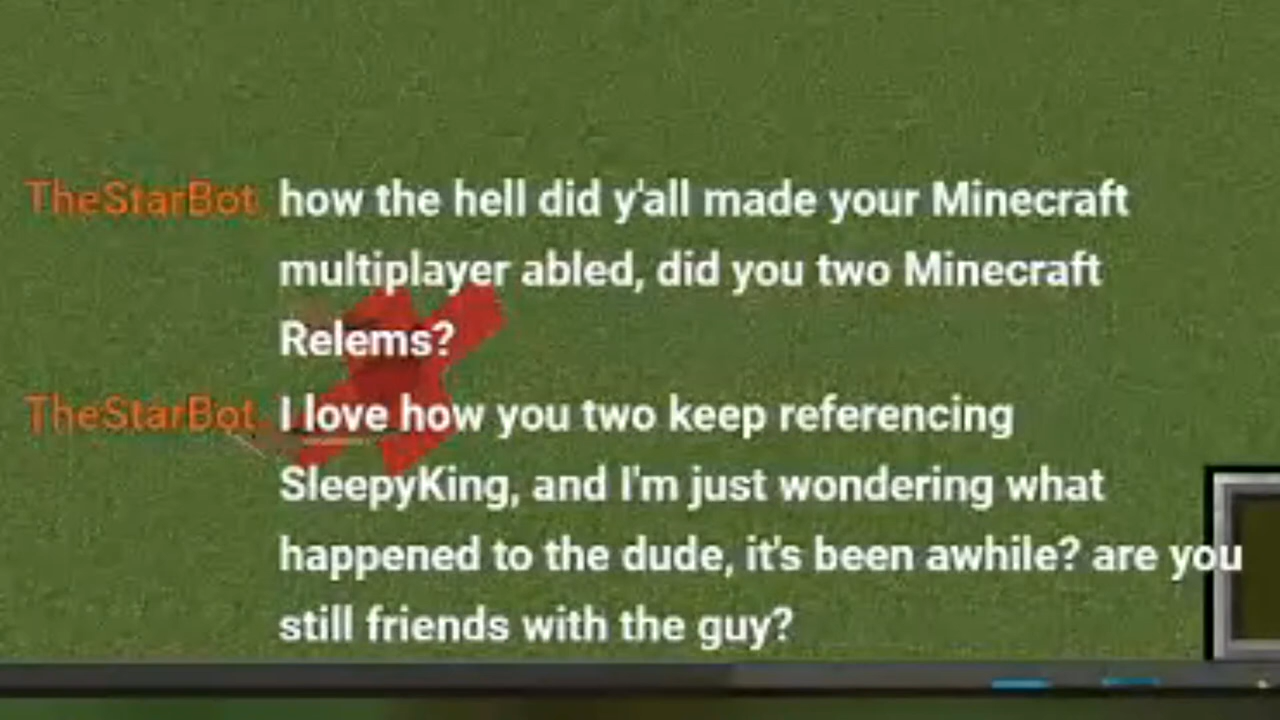 TheStarBot. how the hell did y'all made your Minecraft
multiplayer abled, did you two Minecraft
Relems?
TheStarBot. I love how you two keep referencing
SleepyKing, and I'm just wondering what
happened to the dude, it's been awhile? are you
still friends with the guy?